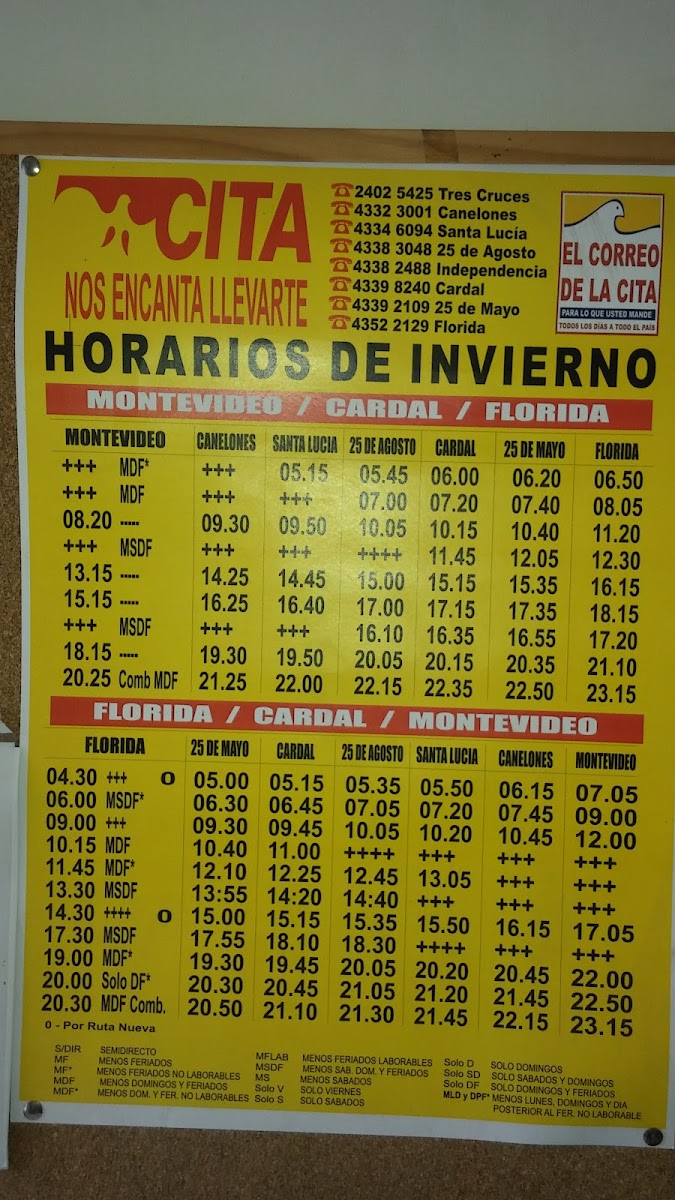 CITA
NOS ENCANTA LLEVARTE
☎2402 5425 Tres Cruces
☎4332 3001 Canelones
☎4334 6094 Santa Lucía
☎4338 3048 25 de Agosto
☎4338 2488 Independencia
☎4339 8240 Cardal
☎4339 2109 25 de Mayo
☎4352 2129 Florida
EL CORREO
DE LA CITA
PARA LO QUE USTED MANDE
TODOS LOS DÍAS A TODO EL PAÍS
HORARIOS DE INVIERNO
MONTEVIDEO / CARDAL / FLORIDA
MONTEVIDEO CANELONES SANTA LUCIA 25 DE AGOSTO CARDAL 25 DE MAYO FLORIDA
+++ MDF* +++ 05.15 05.45 06.00 06.20 06.50
+++ MDF +++ +++ 07.00 07.20 07.40 08.05
08.20 ----- 09.30 09.50 10.05 10.15 10.40 11.20
+++ MSDF +++ +++ ++++ 11.45 12.05 12.30
13.15 ----- 14.25 14.45 15.00 15.15 15.35 16.15
15.15 ----- 16.25 16.40 17.00 17.15 17.35 18.15
+++ MSDF +++ +++ 16.10 16.35 16.55 17.20
18.15 ----- 19.30 19.50 20.05 20.15 20.35 21.10
20.25 Comb MDF 21.25 22.00 22.15 22.35 22.50 23.15
FLORIDA / CARDAL / MONTEVIDEO
FLORIDA 25 DE MAYO CARDAL 25 DE AGOSTO SANTA LUCIA CANELONES MONTEVIDEO
04.30 +++ O 05.00 05.15 05.35 05.50 06.15 07.05
06.00 MSDF* 06.30 06.45 07.05 07.20 07.45 09.00
09.00 +++ 09.30 09.45 10.05 10.20 10.45 12.00
10.15 MDF 10.40 11.00 ++++ +++ +++ +++
11.45 MDF* 12.10 12.25 12.45 13.05 +++ +++
13.30 MSDF 13:55 14:20 14:40 +++ +++ +++
14.30 ++++ O 15.00 15.15 15.35 15.50 16.15 17.05
17.30 MSDF 17.55 18.10 18.30 ++++ +++ +++
19.00 MDF* 19.30 19.45 20.05 20.20 20.45 22.00
20.00 Solo DF* 20.30 20.45 21.05 21.20 21.45 22.50
20.30 MDF Comb. 20.50 21.10 21.30 21.45 22.15 23.15
0 - Por Ruta Nueva
S/DIR SEMIDIRECTO
MF MENOS FERIADOS
MF* MENOS FERIADOS NO LABORABLES
MDF MENOS DOMINGOS Y FERIADOS
MDF* MENOS DOM. Y FER. NO LABORABLES
MFLAB MENOS FERIADOS LABORABLES
MSDF MENOS SAB. DOM. Y FERIADOS
MS MENOS SABADOS
Solo V SOLO VIERNES
Solo S SOLO SABADOS
Solo D SOLO DOMINGOS
Solo SD SOLO SABADOS Y DOMINGOS
Solo DF SOLO DOMINGOS Y FERIADOS
MLD y DPF* MENOS LUNES, DOMINGOS Y DIA
POSTERIOR AL FER. NO LABORABLE